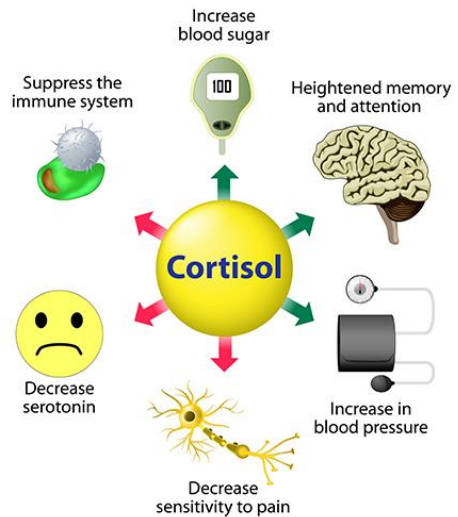 Increase
blood sugar
100
Suppress the
immune system
Heightened memory
and attention
Cortisol
Decrease
serotonin
Increase in
blood pressure
Decrease
sensitivity to pain